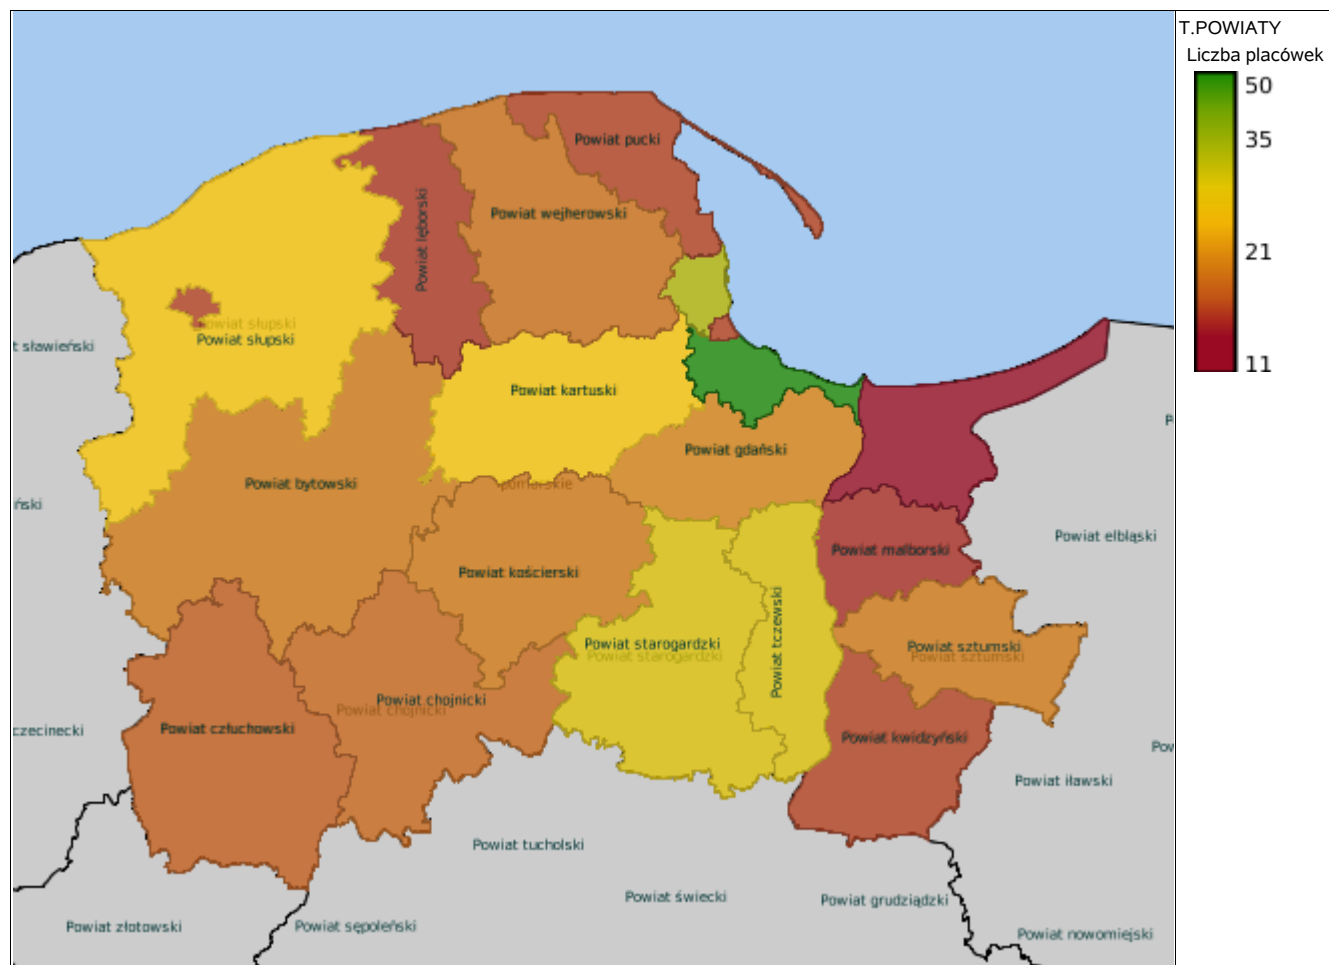 T.POWIATY
Liczba placówek
50
35
21
11
Powiat pucki
Powiat wejherowski
Powiat lęborski
Powiat słupski
Powiat słupski
t sławieński
Powiat kartuski
Powiat gdański
Powiat bytowski
pomorskie
iński
Powiat elbląski
Powiat malborski
Powiat kościerski
Powiat starogardzki
Powiat starogardzki
Powiat tczewski
Powiat sztumski
Powiat sztumski
Powiat chojnicki
Powiat chojnicki
Powiat człuchowski
czecinecki
Powiat kwidzyński
Pow
Powiat iławski
Powiat tucholski
Powiat świecki
Powiat grudziądzki
Powiat złotowski
Powiat sępoleński
Powiat nowomiejski